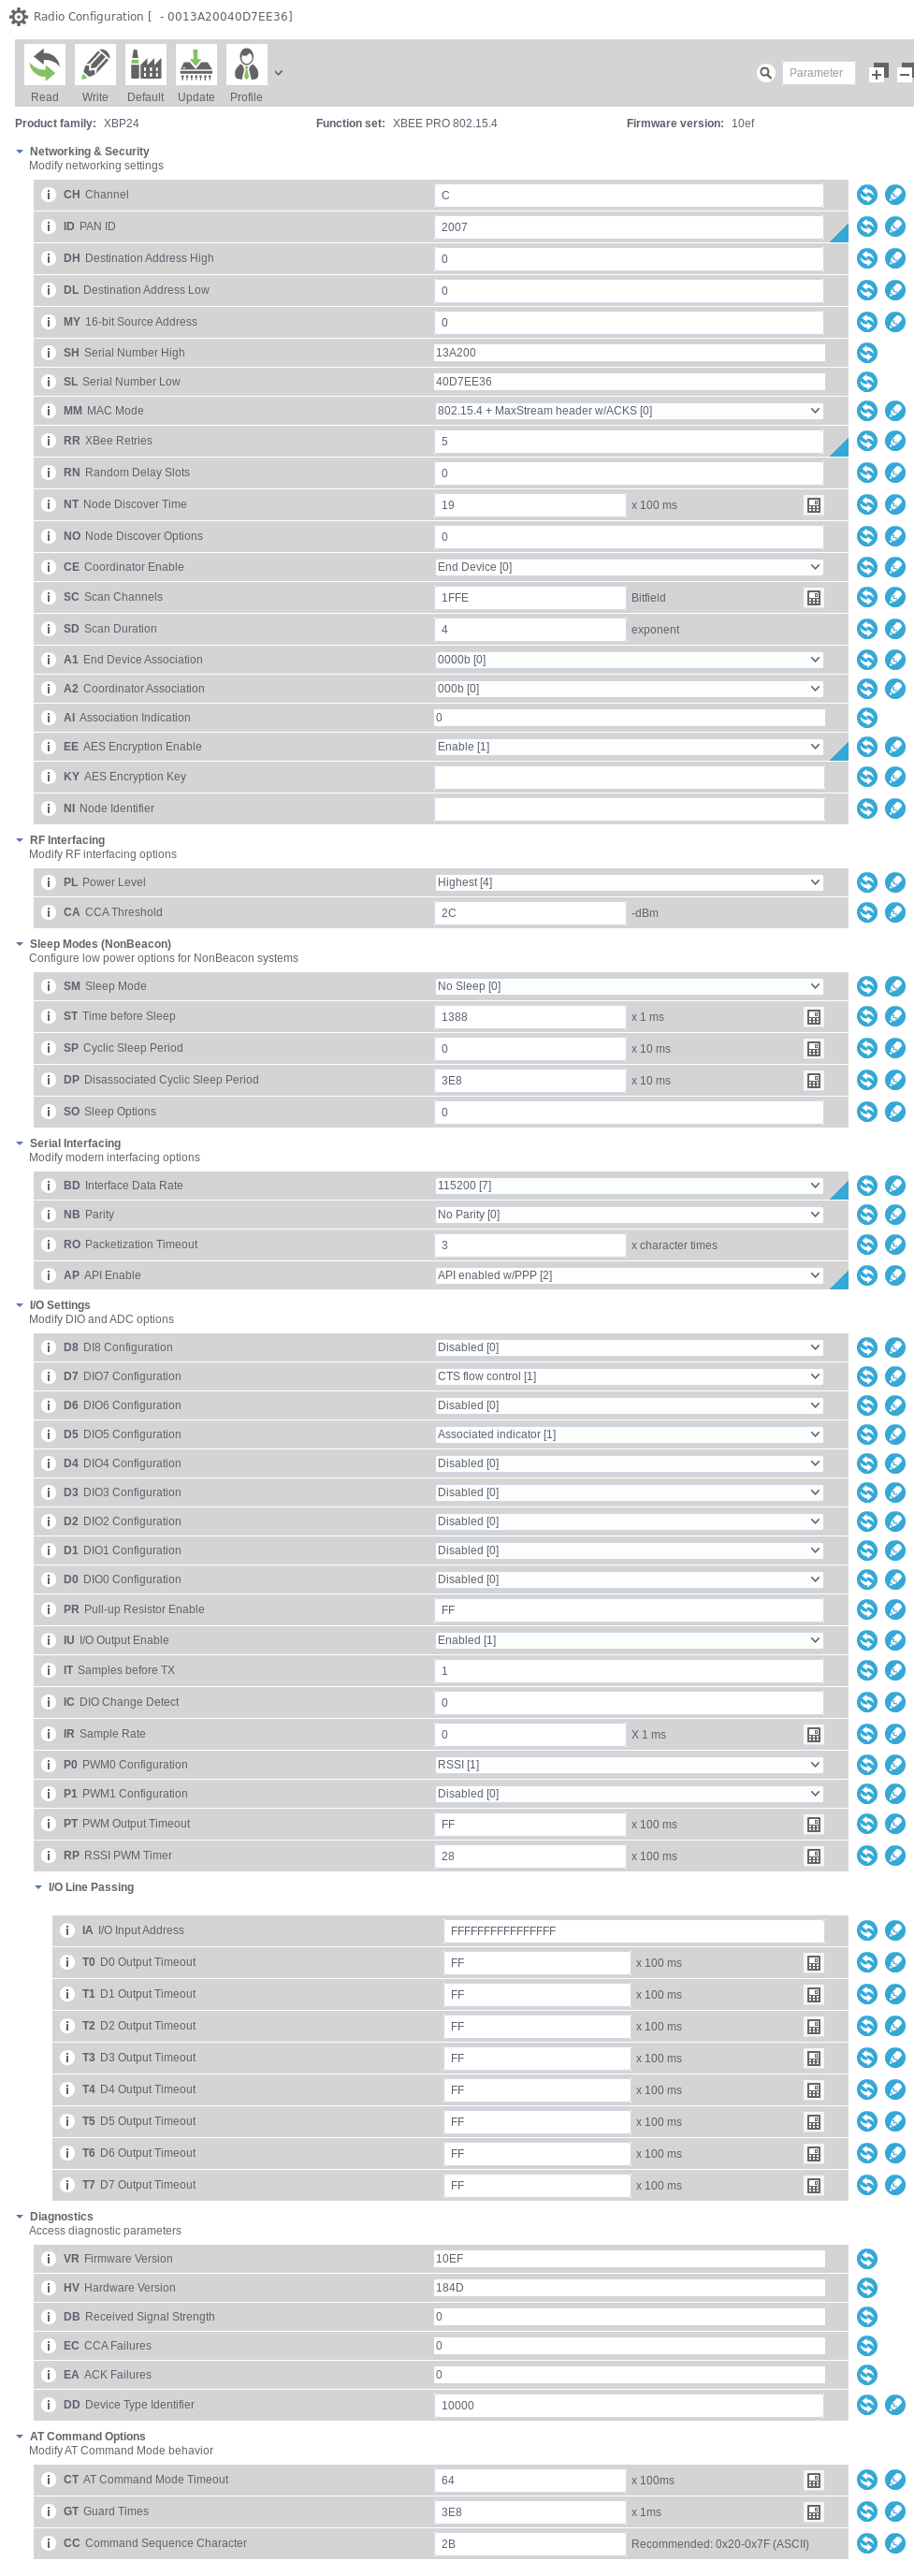 Radio Configuration [ - 0013A20040D7EE36]
Read Write Default Update Profile Parameter
Product family: XBP24 Function set: XBEE PRO 802.15.4 Firmware version: 10ef
Networking & Security
Modify networking settings
i CH Channel C
i ID PAN ID 2007
i DH Destination Address High 0
i DL Destination Address Low 0
i MY 16-bit Source Address 0
i SH Serial Number High 13A200
i SL Serial Number Low 40D7EE36
i MM MAC Mode 802.15.4 + MaxStream header w/ACKS [0]
i RR XBee Retries 5
i RN Random Delay Slots 0
i NT Node Discover Time 19 x 100 ms
i NO Node Discover Options 0
i CE Coordinator Enable End Device [0]
i SC Scan Channels 1FFE Bitfield
i SD Scan Duration 4 exponent
i A1 End Device Association 0000b [0]
i A2 Coordinator Association 000b [0]
i AI Association Indication 0
i EE AES Encryption Enable Enable [1]
i KY AES Encryption Key
i NI Node Identifier
RF Interfacing
Modify RF interfacing options
i PL Power Level Highest [4]
i CA CCA Threshold 2C -dBm
Sleep Modes (NonBeacon)
Configure low power options for NonBeacon systems
i SM Sleep Mode No Sleep [0]
i ST Time before Sleep 1388 x 1 ms
i SP Cyclic Sleep Period 0 x 10 ms
i DP Disassociated Cyclic Sleep Period 3E8 x 10 ms
i SO Sleep Options 0
Serial Interfacing
Modify modem interfacing options
i BD Interface Data Rate 115200 [7]
i NB Parity No Parity [0]
i RO Packetization Timeout 3 x character times
i AP API Enable API enabled w/PPP [2]
I/O Settings
Modify DIO and ADC options
i D8 DI8 Configuration Disabled [0]
i D7 DIO7 Configuration CTS flow control [1]
i D6 DIO6 Configuration Disabled [0]
i D5 DIO5 Configuration Associated indicator [1]
i D4 DIO4 Configuration Disabled [0]
i D3 DIO3 Configuration Disabled [0]
i D2 DIO2 Configuration Disabled [0]
i D1 DIO1 Configuration Disabled [0]
i D0 DIO0 Configuration Disabled [0]
i PR Pull-up Resistor Enable FF
i IU I/O Output Enable Enabled [1]
i IT Samples before TX 1
i IC DIO Change Detect 0
i IR Sample Rate 0 X 1 ms
i P0 PWM0 Configuration RSSI [1]
i P1 PWM1 Configuration Disabled [0]
i PT PWM Output Timeout FF x 100 ms
i RP RSSI PWM Timer 28 x 100 ms
I/O Line Passing
i IA I/O Input Address FFFFFFFFFFFFFFFF
i T0 D0 Output Timeout FF x 100 ms
i T1 D1 Output Timeout FF x 100 ms
i T2 D2 Output Timeout FF x 100 ms
i T3 D3 Output Timeout FF x 100 ms
i T4 D4 Output Timeout FF x 100 ms
i T5 D5 Output Timeout FF x 100 ms
i T6 D6 Output Timeout FF x 100 ms
i T7 D7 Output Timeout FF x 100 ms
Diagnostics
Access diagnostic parameters
i VR Firmware Version 10EF
i HV Hardware Version 184D
i DB Received Signal Strength 0
i EC CCA Failures 0
i EA ACK Failures 0
i DD Device Type Identifier 10000
AT Command Options
Modify AT Command Mode behavior
i CT AT Command Mode Timeout 64 x 100ms
i GT Guard Times 3E8 x 1ms
i CC Command Sequence Character 2B Recommended: 0x20-0x7F (ASCII)